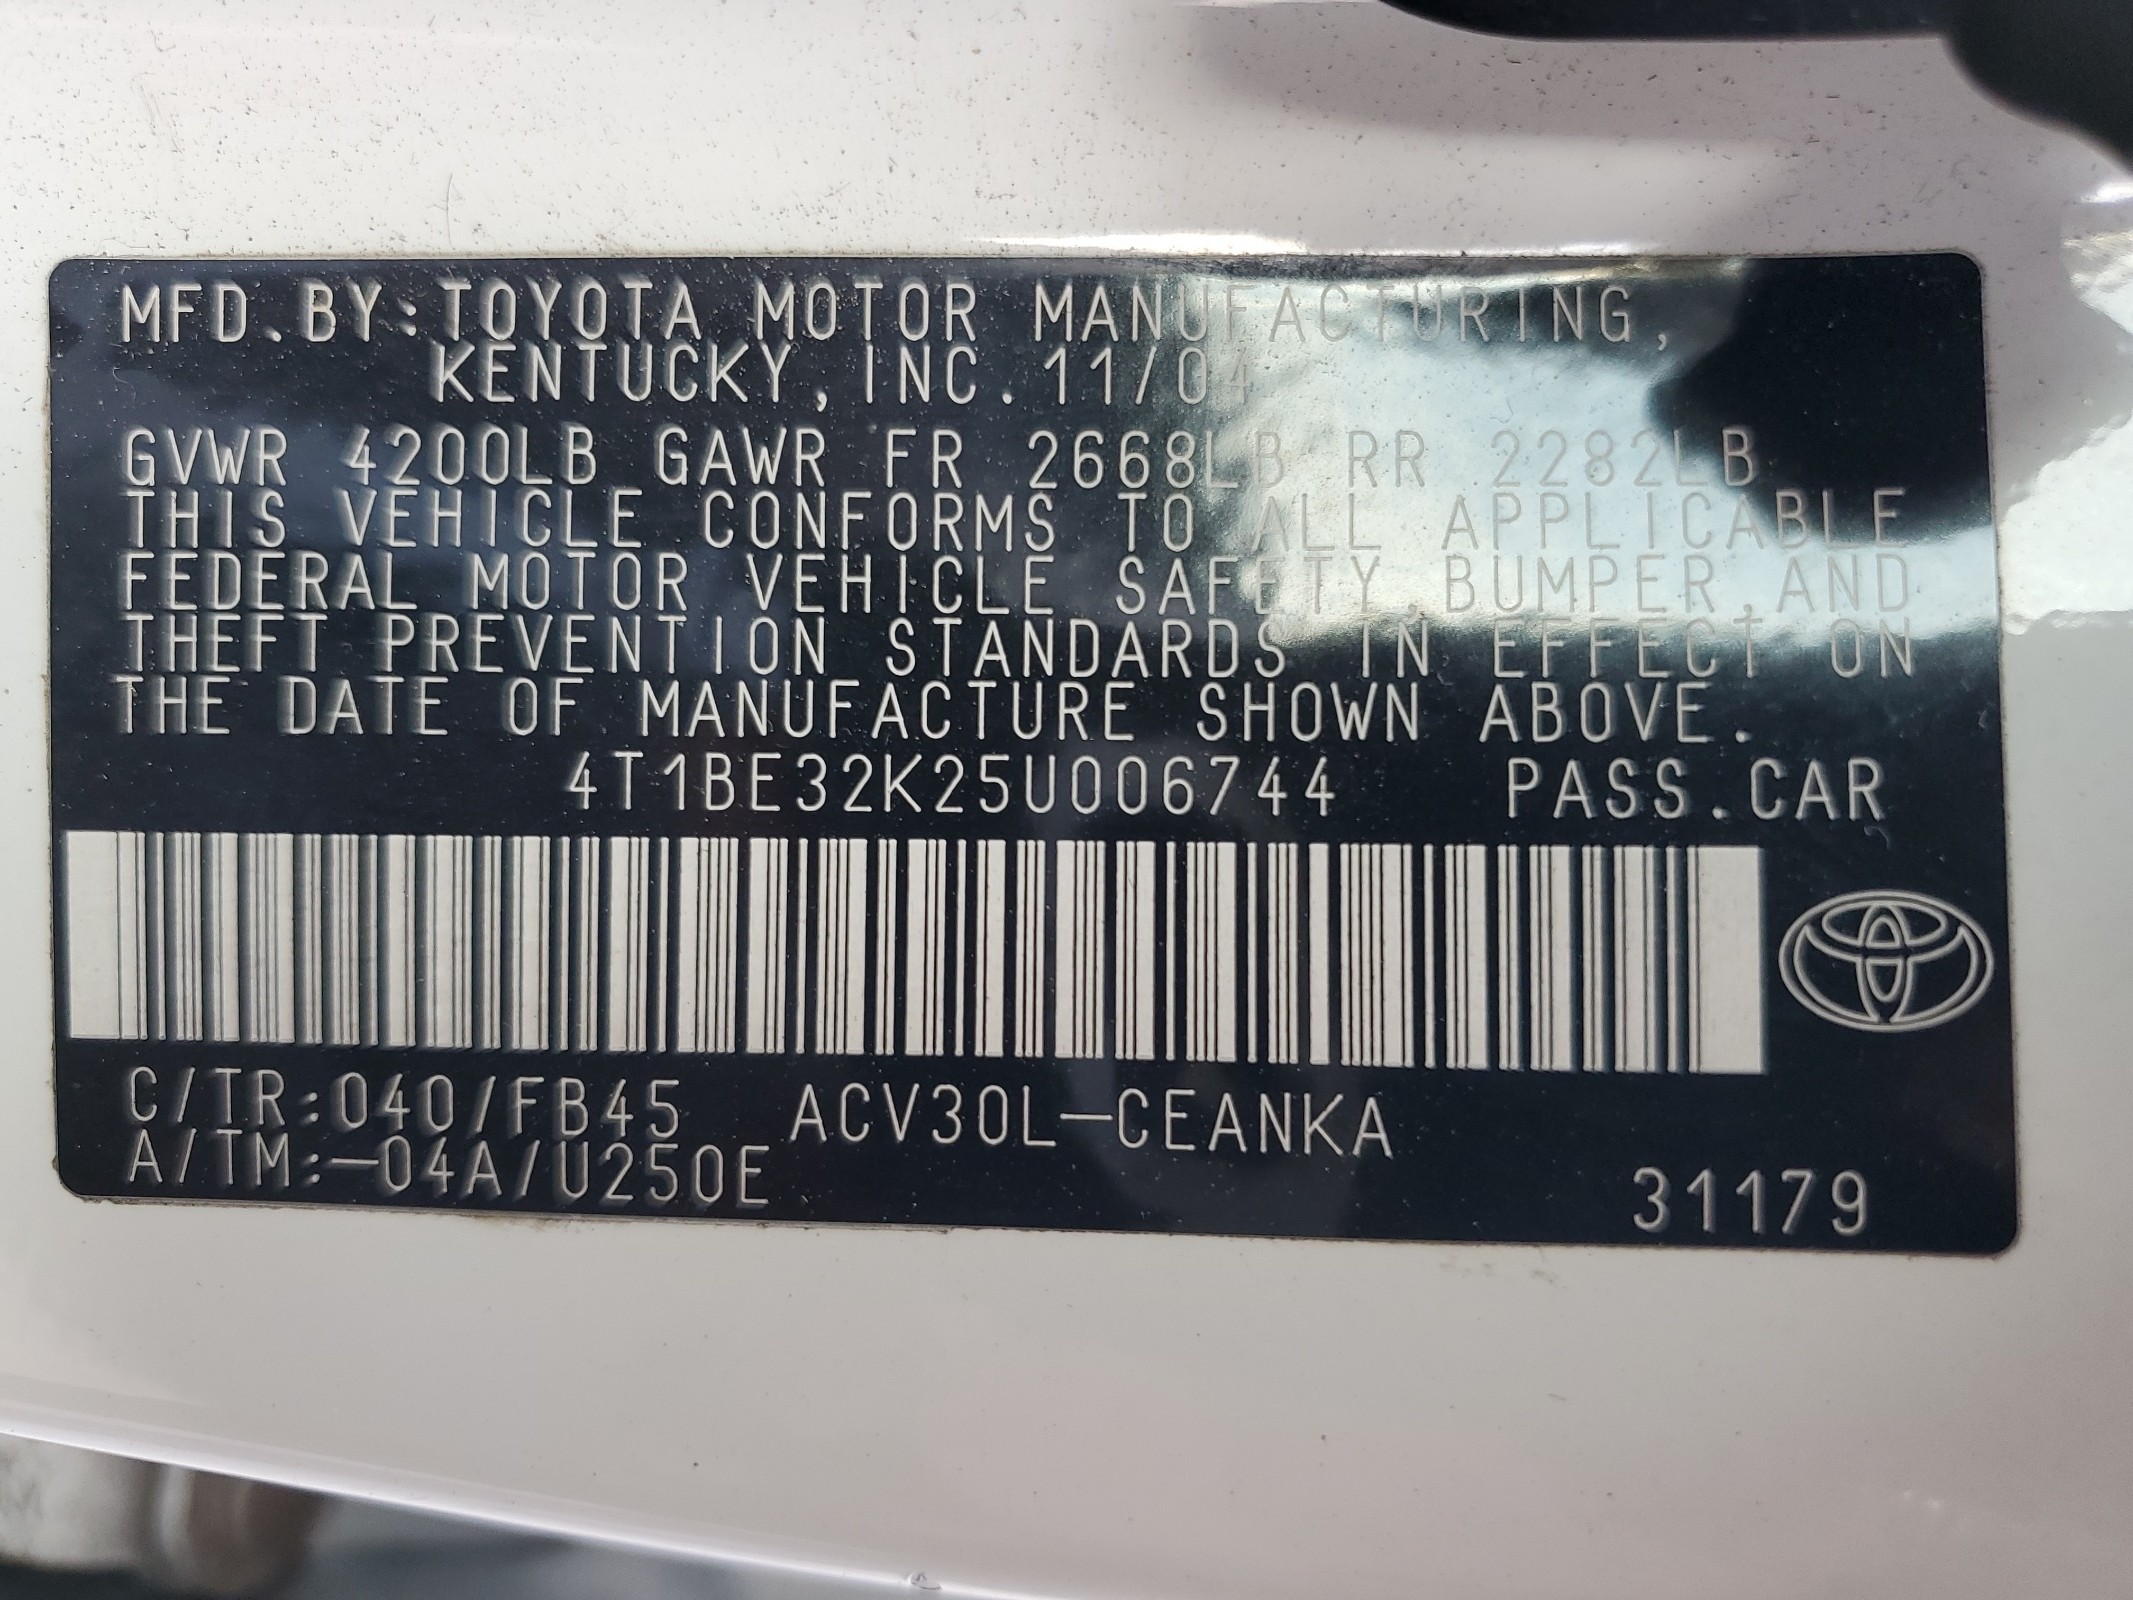 MFD.BY:TOYOTA MOTOR MANUFACTURING,
KENTUCKY,INC.11/04
GVWR 4200LB GAWR FR 2668LB RR 2282LB
THIS VEHICLE CONFORMS TO ALL APPLICABLE
FEDERAL MOTOR VEHICLE SAFETY,BUMPER,AND
THEFT PREVENTION STANDARDS IN EFFECT ON
THE DATE OF MANUFACTURE SHOWN ABOVE.
4T1BE32K25U006744 PASS.CAR
C/TR:040/FB45 ACV30L-CEANKA
A/TM:-04A/U250E
31179